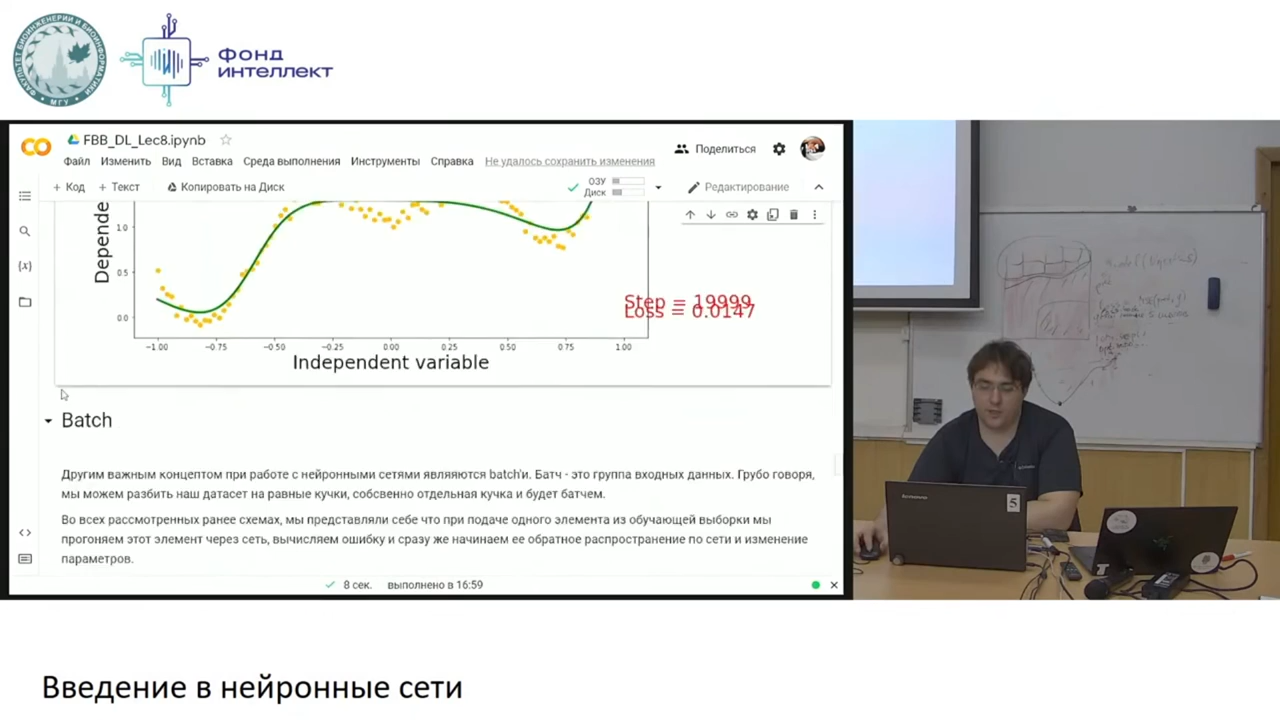 ФАКУЛЬТЕТ БИОИНЖЕНЕРИИ И БИОИНФОРМАТИКИ
МГУ
Фонд
ИНТЕЛЛЕКТ
FBB_DL_Lec8.ipynb
Файл Изменить Вид Вставка Среда выполнения Инструменты Справка Не удалось сохранить изменения
Поделиться
+ Код + Текст Копировать на Диск
ОЗУ
Диск
Редактирование
Depende
1.0
0.5
0.0
Step = 19999
Loss = 0.0147
−1.00 −0.75 −0.50 −0.25 0.00 0.25 0.50 0.75 1.00
Independent variable
Batch
Другим важным концептом при работе с нейронными сетями являяются batch'и. Батч - это группа входных данных. Грубо говоря,
мы можем разбить наш датасет на равные кучки, собсвенно отдельная кучка и будет батчем.
Во всех рассмотренных ранее схемах, мы представляли себе что при подаче одного элемента из обучающей выборки мы
прогоняем этот элемент через сеть, вычисляем ошибку и сразу же начинаем ее обратное распространение по сети и изменение
параметров.
8 сек. выполнено в 16:59
5
Введение в нейронные сети